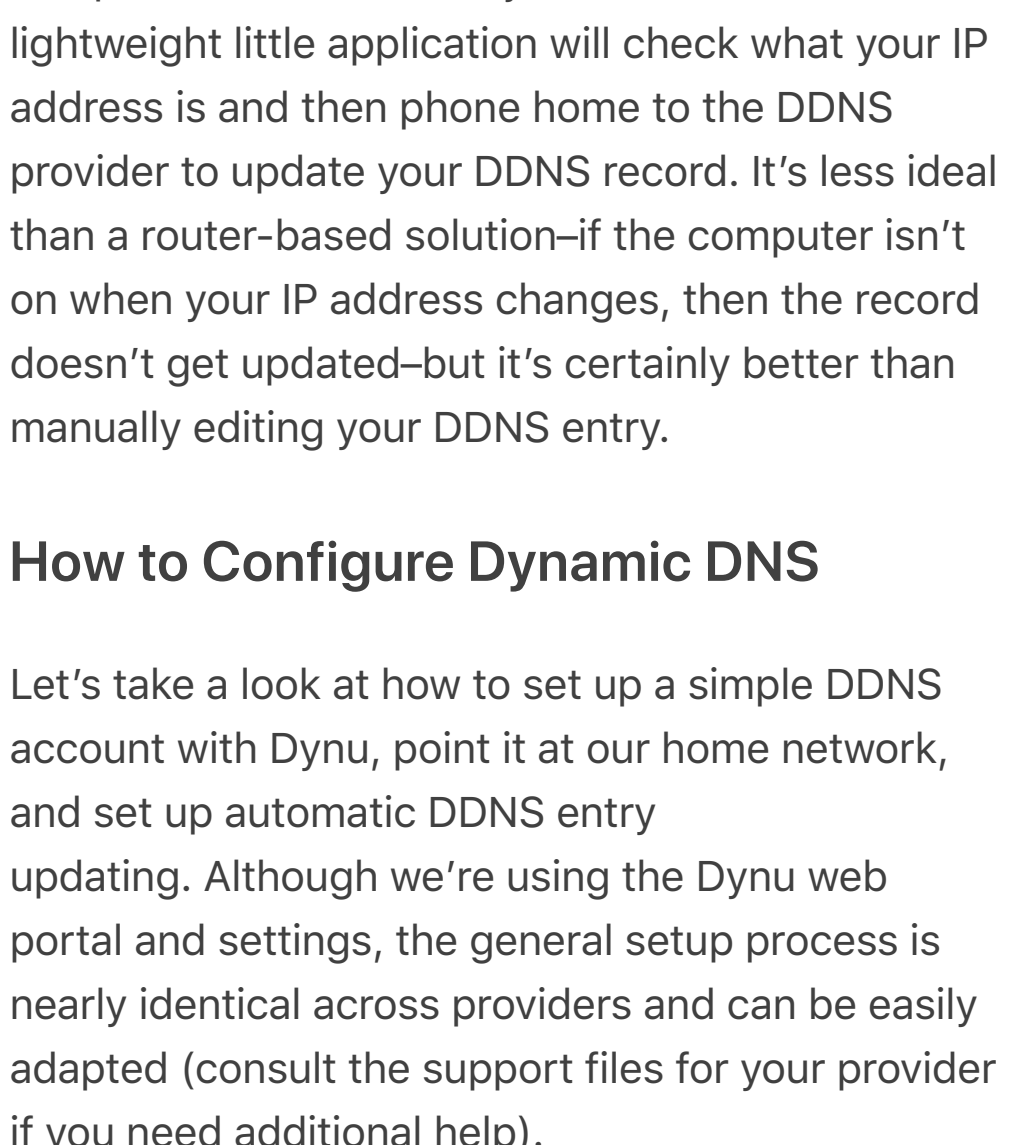 lightweight little application will check what your IP
address is and then phone home to the DDNS
provider to update your DDNS record. It’s less ideal
than a router-based solution–if the computer isn’t
on when your IP address changes, then the record
doesn’t get updated–but it’s certainly better than
manually editing your DDNS entry.
How to Configure Dynamic DNS
Let’s take a look at how to set up a simple DDNS
account with Dynu, point it at our home network,
and set up automatic DDNS entry
updating. Although we’re using the Dynu web
portal and settings, the general setup process is
nearly identical across providers and can be easily
adapted (consult the support files for your provider
if you need additional help).